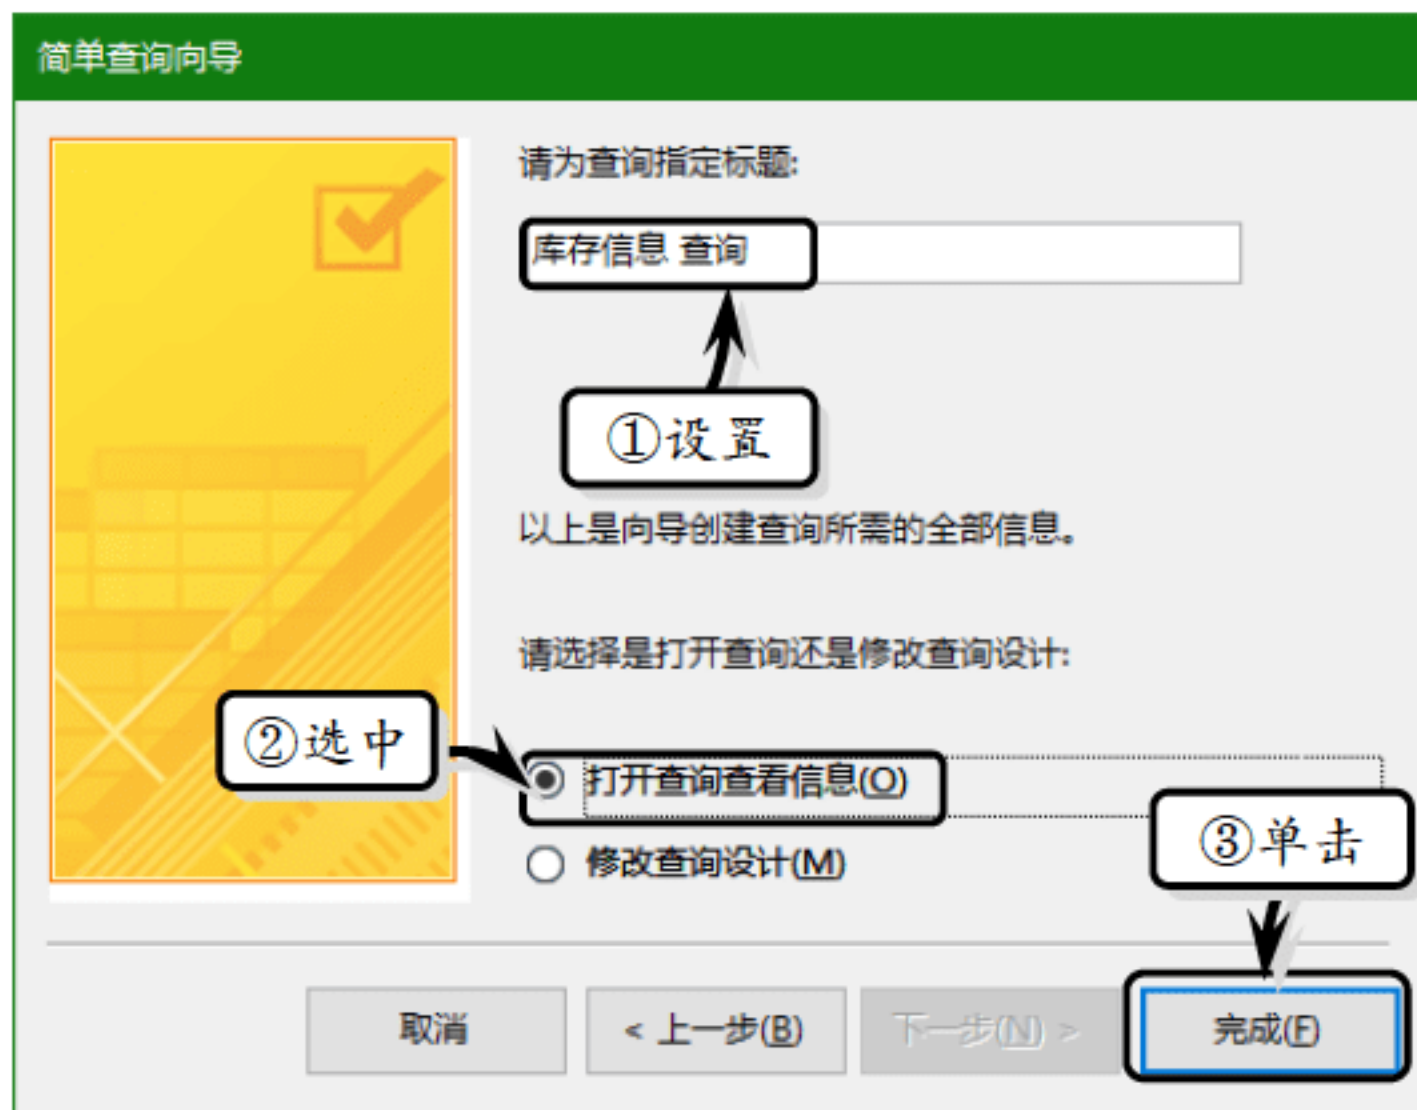 简单查询向导
请为查询指定标题:
库存信息 查询
①设置
以上是向导创建查询所需的全部信息。
请选择是打开查询还是修改查询设计:
②选中
打开查询查看信息(O)
③单击
修改查询设计(M)
取消
< 上一步(B)
下一步(N) >
完成(F)